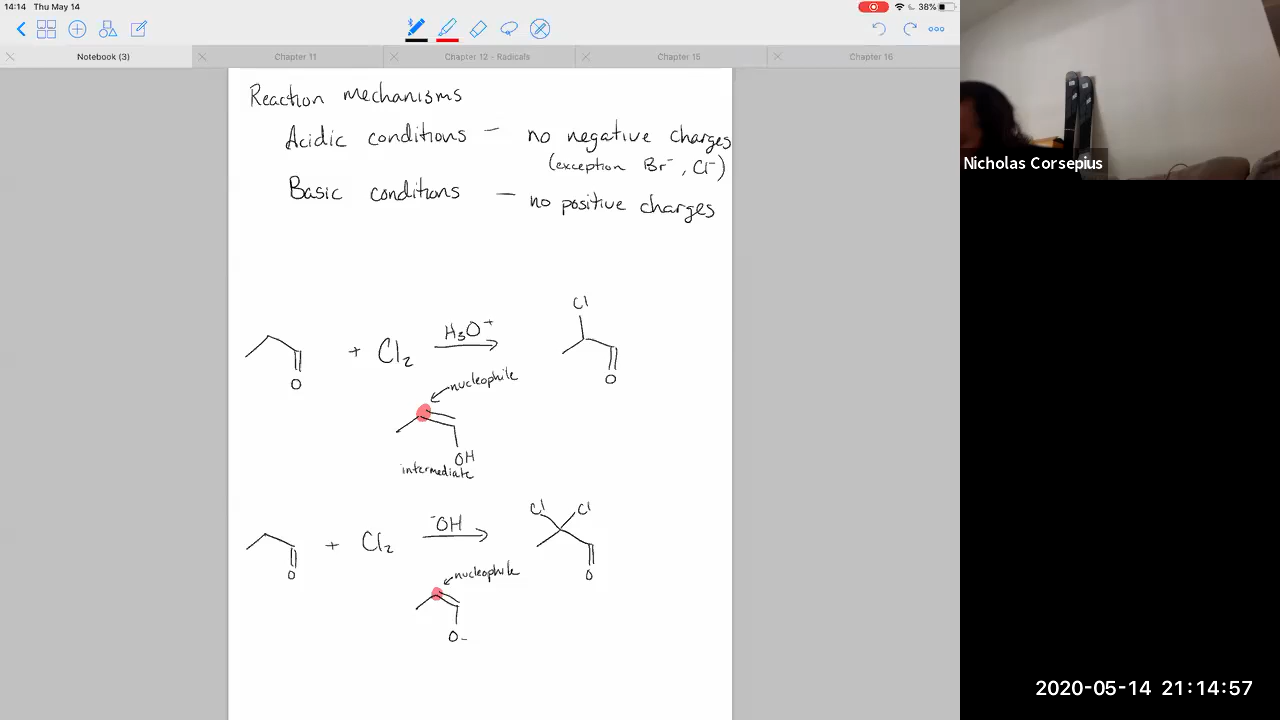 14:14 Thu May 14
38%
Notebook (3)
Chapter 11
Chapter 12 - Radicals
Chapter 15
Chapter 16
Reaction mechanisms
Acidic conditions — no negative charges
(exception Br⁻, Cl⁻)
Basic conditions — no positive charges
Cl
+ Cl₂
H₃O⁺
O
O
nucleophile
OH
intermediate
Cl Cl
+ Cl₂
⁻OH
O
O
nucleophile
O-
Nicholas Corsepius
2020-05-14 21:14:57